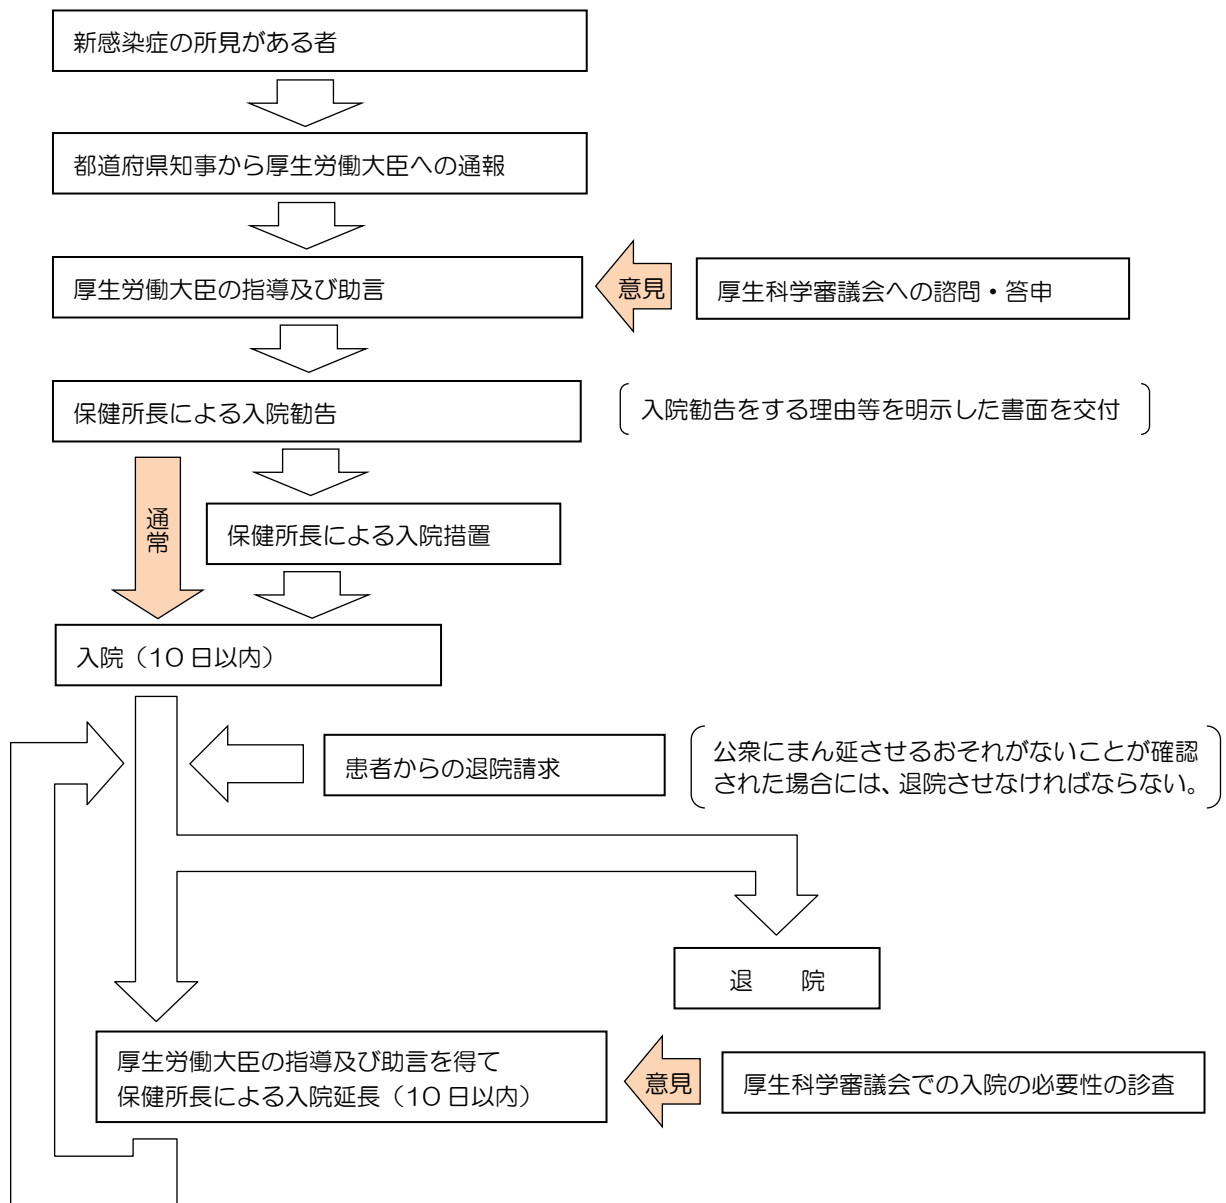 新感染症の所見がある者
都道府県知事から厚生労働大臣への通報
厚生労働大臣の指導及び助言
意見
厚生科学審議会への諮問・答申
保健所長による入院勧告
入院勧告をする理由等を明示した書面を交付
通常
保健所長による入院措置
入院（10 日以内）
患者からの退院請求
公衆にまん延させるおそれがないことが確認
された場合には、退院させなければならない。
退　　院
厚生労働大臣の指導及び助言を得て
保健所長による入院延長（10 日以内）
意見
厚生科学審議会での入院の必要性の診査